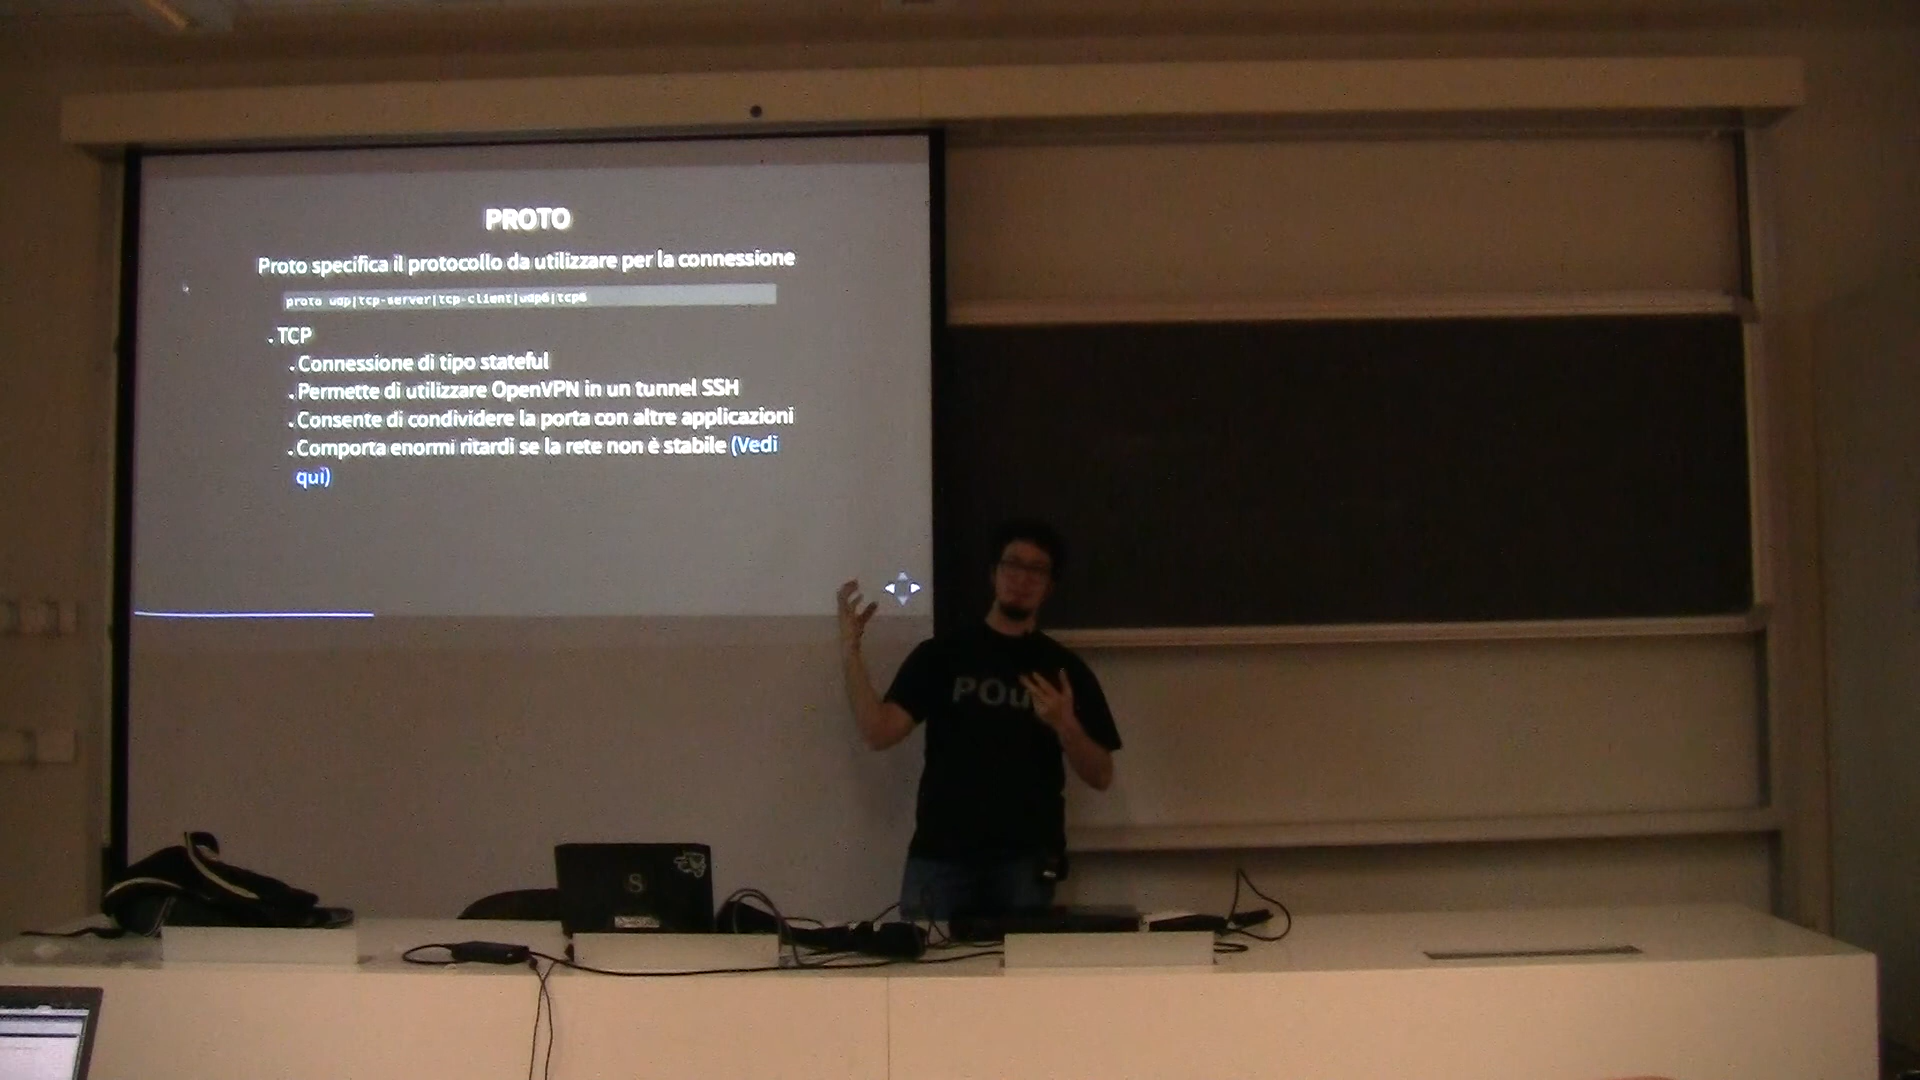 PROTO
Proto specifica il protocollo da utilizzare per la connessione
proto udp|tcp-server|tcp-client|udp6|tcp6
. TCP
. Connessione di tipo stateful
. Permette di utilizzare OpenVPN in un tunnel SSH
. Consente di condividere la porta con altre applicazioni
. Comporta enormi ritardi se la rete non è stabile (Vedi
qui)
POu
S